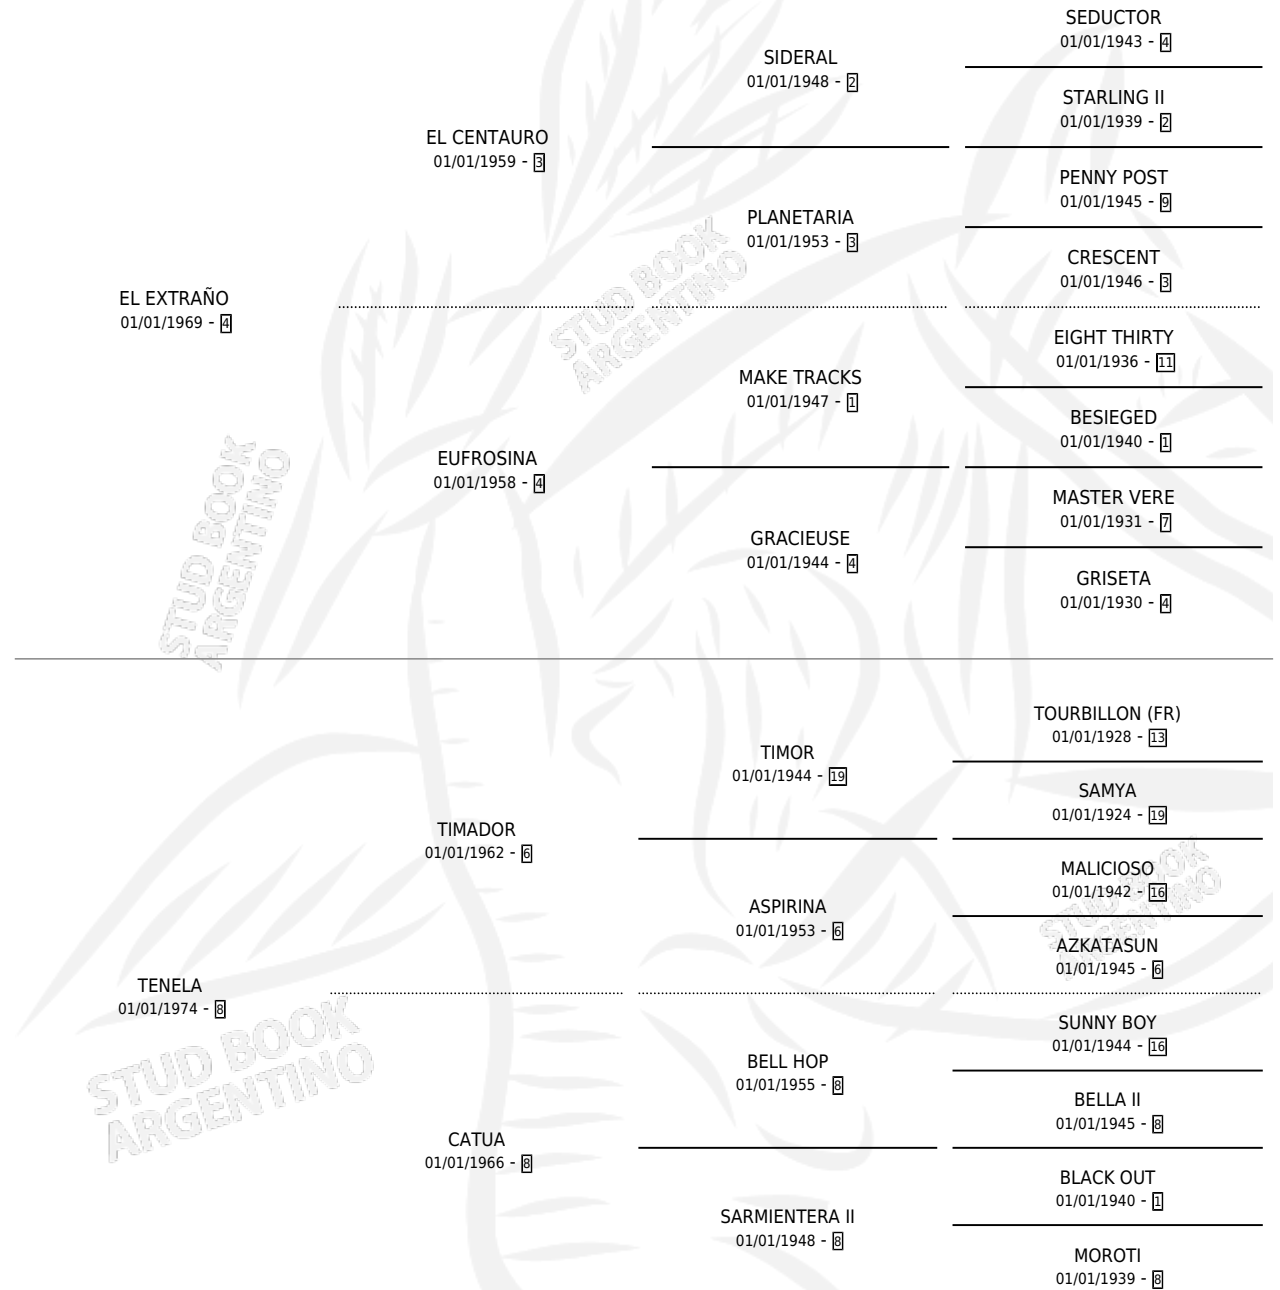 SEDUCTOR
01/01/1943 - 4
SIDERAL
01/01/1948 - 2
STARLING II
01/01/1939 - 2
EL CENTAURO
01/01/1959 - 3
PENNY POST
01/01/1945 - 9
PLANETARIA
01/01/1953 - 3
CRESCENT
01/01/1946 - 3
EL EXTRAÑO
01/01/1969 - 4
STUD BOOK
ARGENTINO
EIGHT THIRTY
01/01/1936 - 11
MAKE TRACKS
01/01/1947 - 1
BESIEGED
01/01/1940 - 1
EUFROSINA
01/01/1958 - 4
MASTER VERE
01/01/1931 - 7
GRACIEUSE
01/01/1944 - 4
GRISETA
01/01/1930 - 4
STUD BOOK
ARGENTINO
TOURBILLON (FR)
01/01/1928 - 13
TIMOR
01/01/1944 - 19
SAMYA
01/01/1924 - 19
TIMADOR
01/01/1962 - 6
MALICIOSO
01/01/1942 - 16
ASPIRINA
01/01/1953 - 6
STUD BOOK
ARGENTINO
AZKATASUN
01/01/1945 - 6
TENELA
01/01/1974 - 8
SUNNY BOY
01/01/1944 - 16
BELL HOP
01/01/1955 - 8
STUD BOOK
ARGENTINO
BELLA II
01/01/1945 - 8
CATUA
01/01/1966 - 8
BLACK OUT
01/01/1940 - 1
SARMIENTERA II
01/01/1948 - 8
MOROTI
01/01/1939 - 8